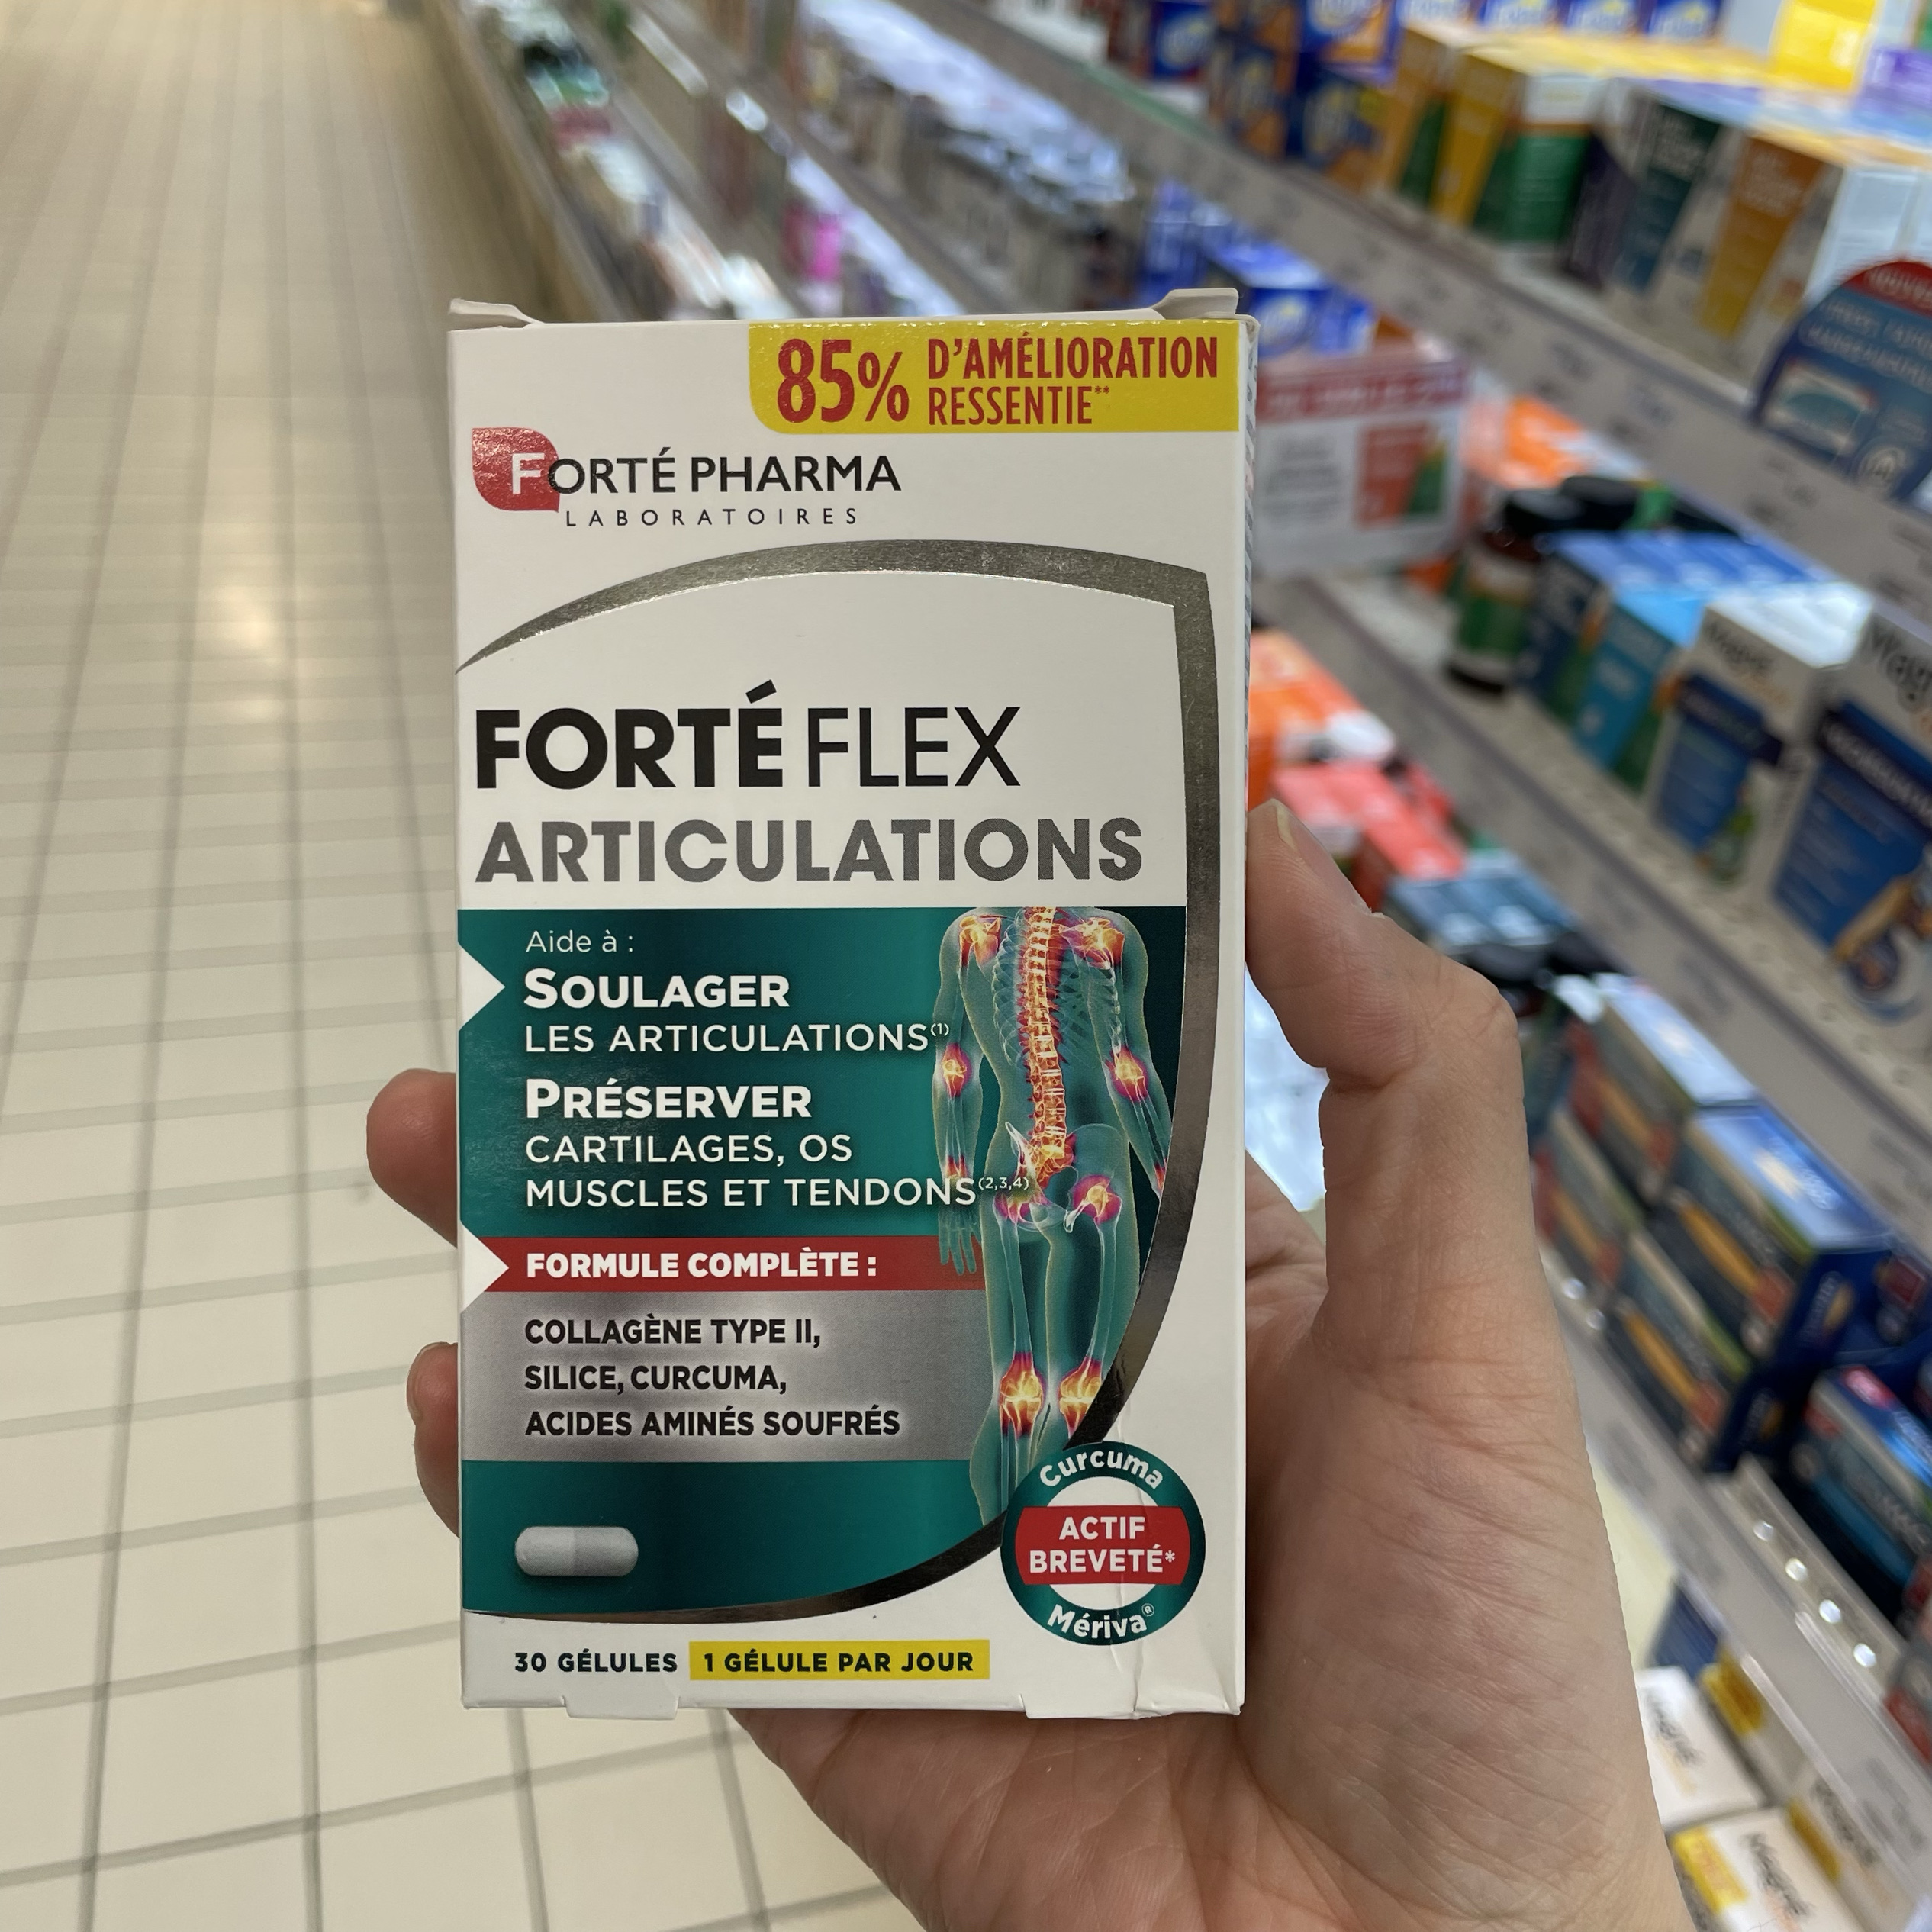 85% D'AMÉLIORATION
RESSENTIE**
FORTÉ PHARMA
LABORATOIRES
FORTÉ FLEX
ARTICULATIONS
Aide à :
SOULAGER
LES ARTICULATIONS(1)
PRÉSERVER
CARTILAGES, OS
MUSCLES ET TENDONS(2,3,4)
FORMULE COMPLÈTE :
COLLAGÈNE TYPE II,
SILICE, CURCUMA,
ACIDES AMINÉS SOUFRÉS
Curcuma
ACTIF
BREVETÉ*
Mériva®
30 GÉLULES 1 GÉLULE PAR JOUR